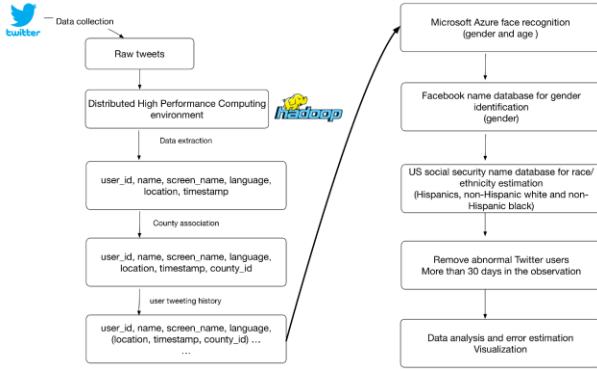 twitter
Data collection
Raw tweets
Distributed High Performance Computing
environment
hadoop
Data extraction
user_id, name, screen_name, language,
location, timestamp
County association
user_id, name, screen_name, language,
location, timestamp, county_id
user tweeting history
user_id, name, screen_name, language,
(location, timestamp, county_id) ...
...
Microsoft Azure face recognition
(gender and age )
Facebook name database for gender
identification
(gender)
US social security name database for race/
ethnicity estimation
(Hispanics, non-Hispanic white and non-
Hispanic black)
Remove abnormal Twitter users
More than 30 days in the observation
Data analysis and error estimation
Visualization